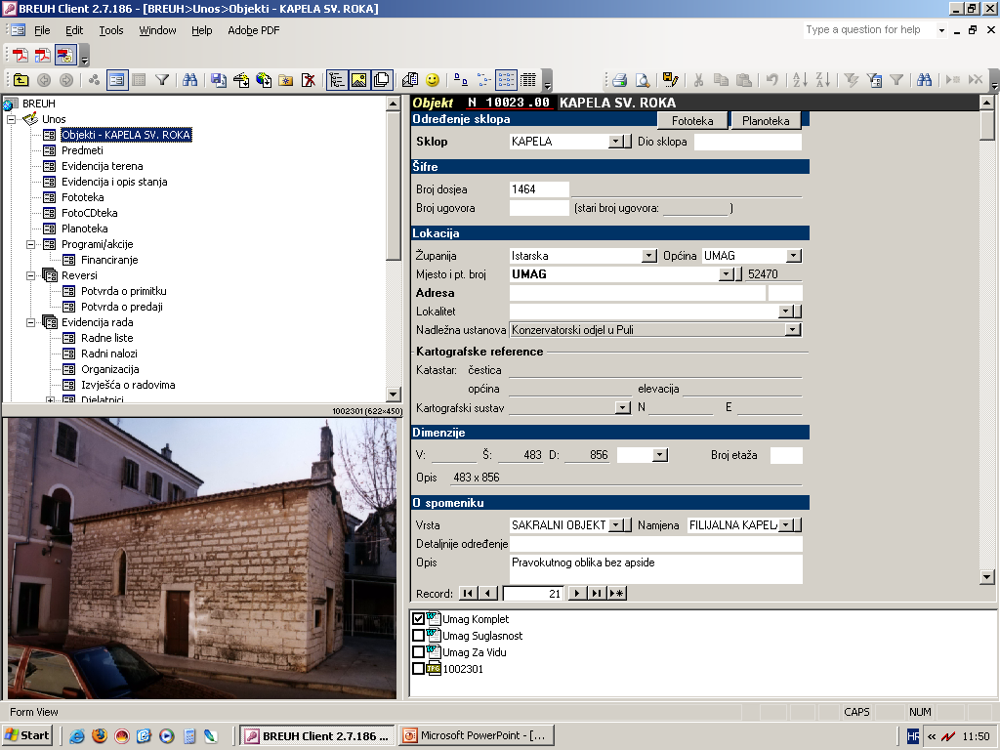 BREUH Client 2.7.186 - [BREUH>Unos>Objekti - KAPELA SV. ROKA]
File Edit Tools Window Help Adobe PDF
Type a question for help
BREUH
Unos
Objekti - KAPELA SV. ROKA
Predmeti
Evidencija terena
Evidencija i opis stanja
Fototeka
FotoCDteka
Planoteka
Programi/akcije
Financiranje
Reversi
Potvrda o primitku
Potvrda o predaji
Evidencija rada
Radne liste
Radni nalozi
Organizacija
Izvješća o radovima
Djelatnici
1002301 (622×450)
Objekt N 10023.00 KAPELA SV. ROKA
Određenje sklopa Fototeka Planoteka
Sklop KAPELA Dio sklopa
Šifre
Broj dosjea 1464
Broj ugovora (stari broj ugovora: )
Lokacija
Županija Istarska Općina UMAG
Mjesto i pt. broj UMAG 52470
Adresa
Lokalitet
Nadležna ustanova Konzervatorski odjel u Puli
Kartografske reference
Katastar: čestica
općina elevacija
Kartografski sustav N E
Dimenzije
V: Š: 483 D: 856 Broj etaža
Opis 483 x 856
O spomeniku
Vrsta SAKRALNI OBJEKT Namjena FILIJALNA KAPELA
Detaljnije određenje
Opis Pravokutnog oblika bez apside
Record: 21
Umag Komplet
Umag Suglasnost
Umag Za Vidu
1002301
Form View CAPS NUM
Start BREUH Client 2.7.186 ... Microsoft PowerPoint - [... HR « 11:50